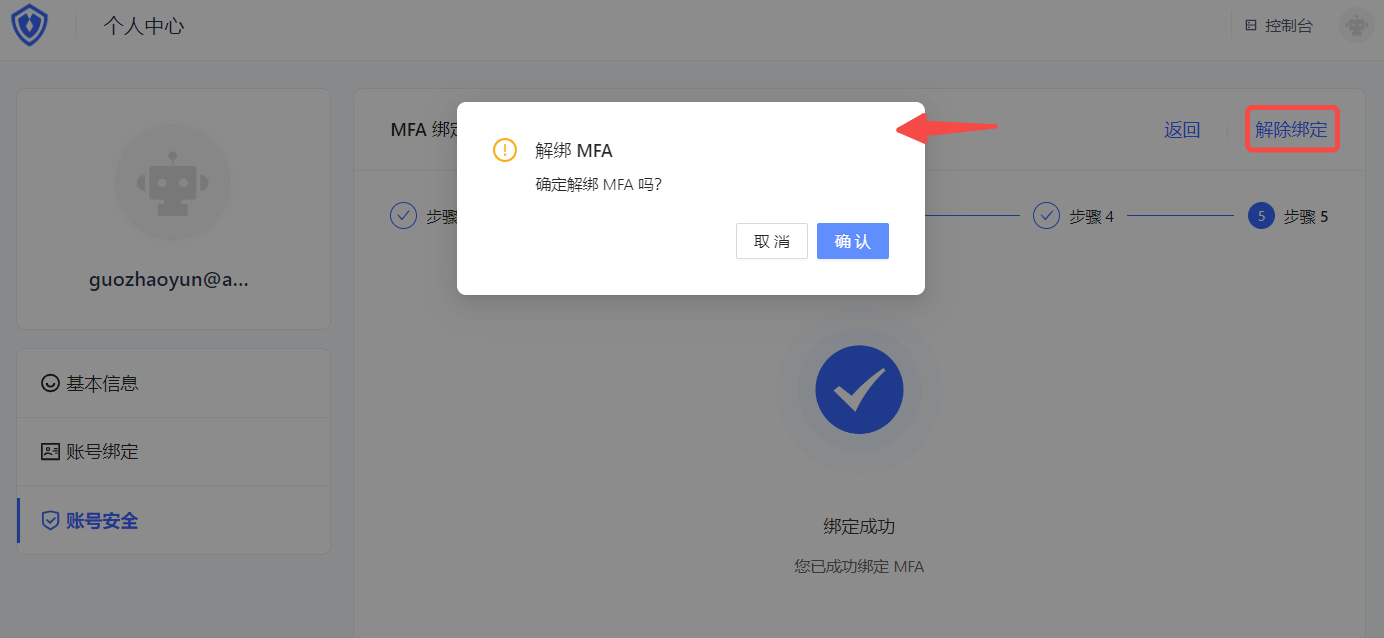 个人中心
控制台
MFA 绑定
返回
解除绑定
解绑 MFA
确定解绑 MFA 吗?
取消
确认
步骤
步骤 4
5
步骤 5
guozhaoyun@a...
基本信息
账号绑定
账号安全
绑定成功
您已成功绑定 MFA